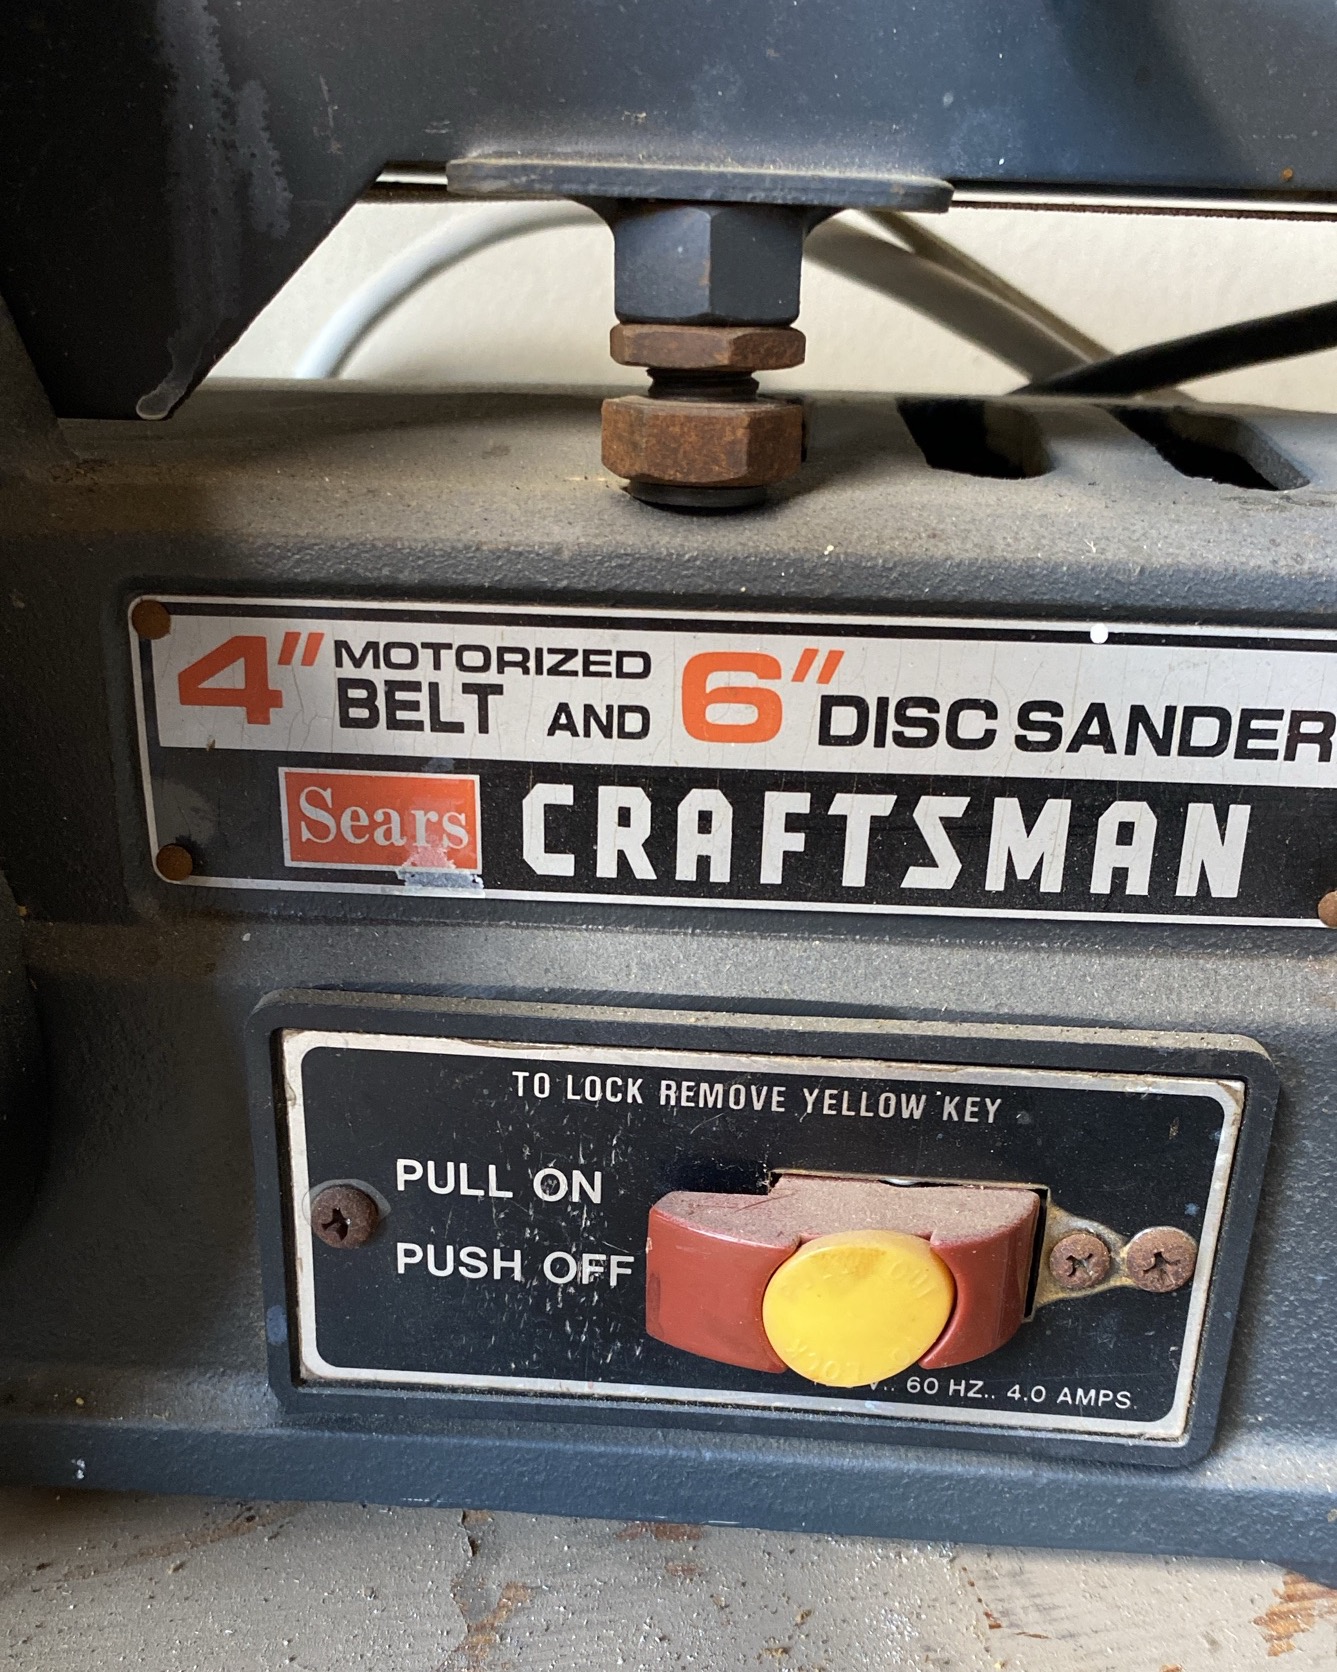 4" MOTORIZED BELT AND 6" DISC SANDER
Sears CRAFTSMAN
TO LOCK REMOVE YELLOW KEY
PULL ON
PUSH OFF
LOCK
V.. 60 HZ.. 4.0 AMPS.